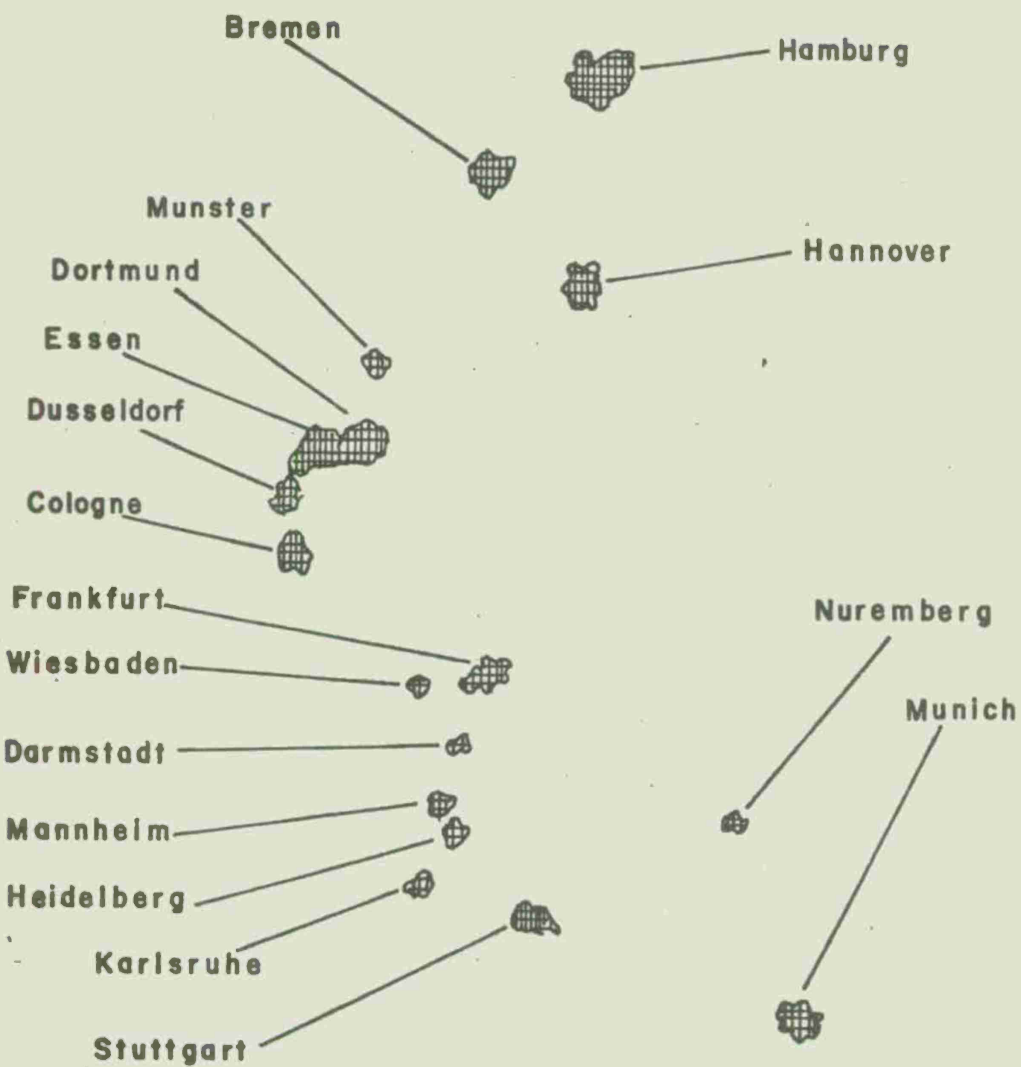 Bremen
Hamburg
Munster
Hannover
Dortmund
Essen
Dusseldorf
Cologne
Frankfurt
Nuremberg
Wiesbaden
Munich
Darmstadt
Mannheim
Heidelberg
Karlsruhe
Stuttgart